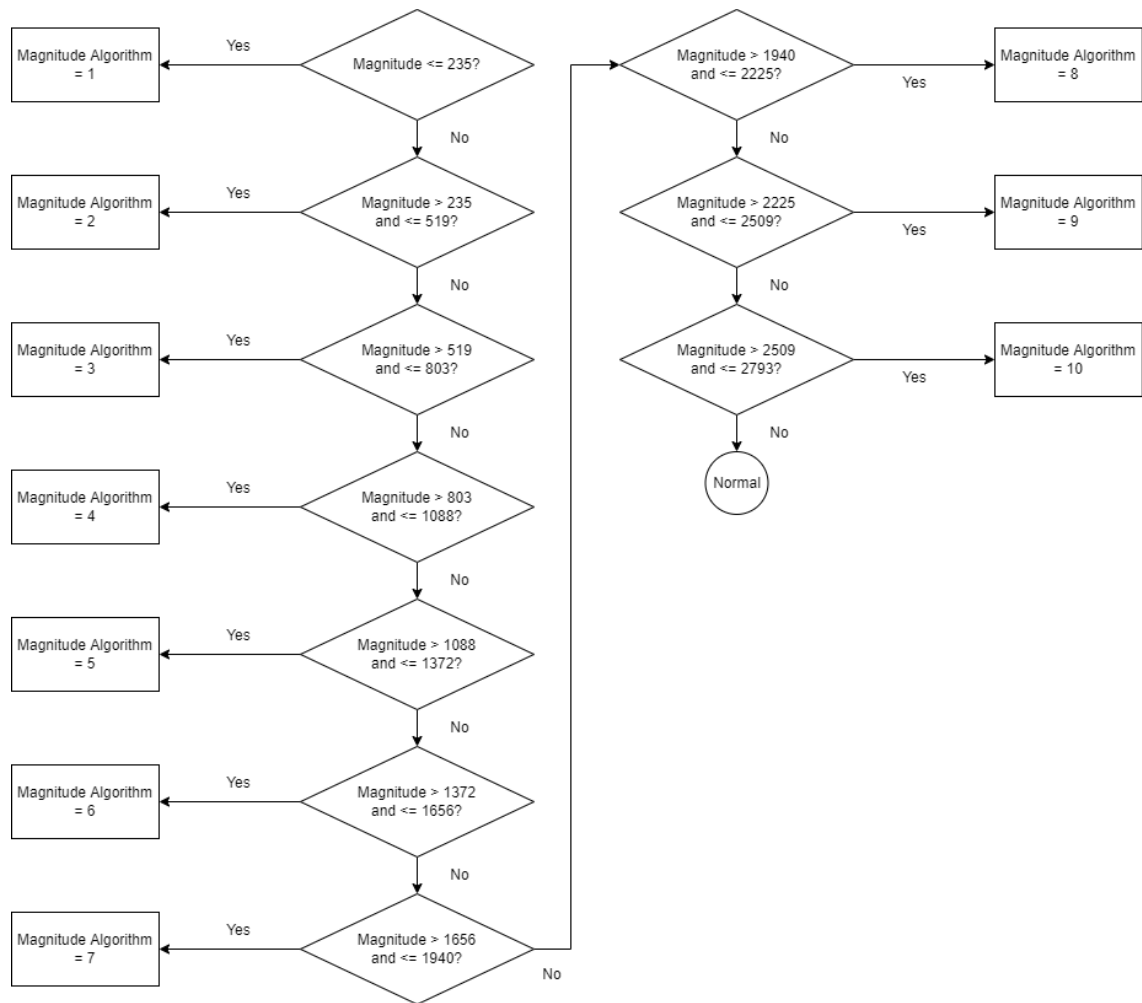 Magnitude Algorithm
= 1
Yes
Magnitude <= 235?
No
Magnitude Algorithm
= 2
Yes
Magnitude > 235
and <= 519?
No
Magnitude Algorithm
= 3
Yes
Magnitude > 519
and <= 803?
No
Magnitude Algorithm
= 4
Yes
Magnitude > 803
and <= 1088?
No
Magnitude Algorithm
= 5
Yes
Magnitude > 1088
and <= 1372?
No
Magnitude Algorithm
= 6
Yes
Magnitude > 1372
and <= 1656?
No
Magnitude Algorithm
= 7
Yes
Magnitude > 1656
and <= 1940?
No
Magnitude > 1940
and <= 2225?
Yes
Magnitude Algorithm
= 8
No
Magnitude > 2225
and <= 2509?
Yes
Magnitude Algorithm
= 9
No
Magnitude > 2509
and <= 2793?
Yes
Magnitude Algorithm
= 10
No
Normal